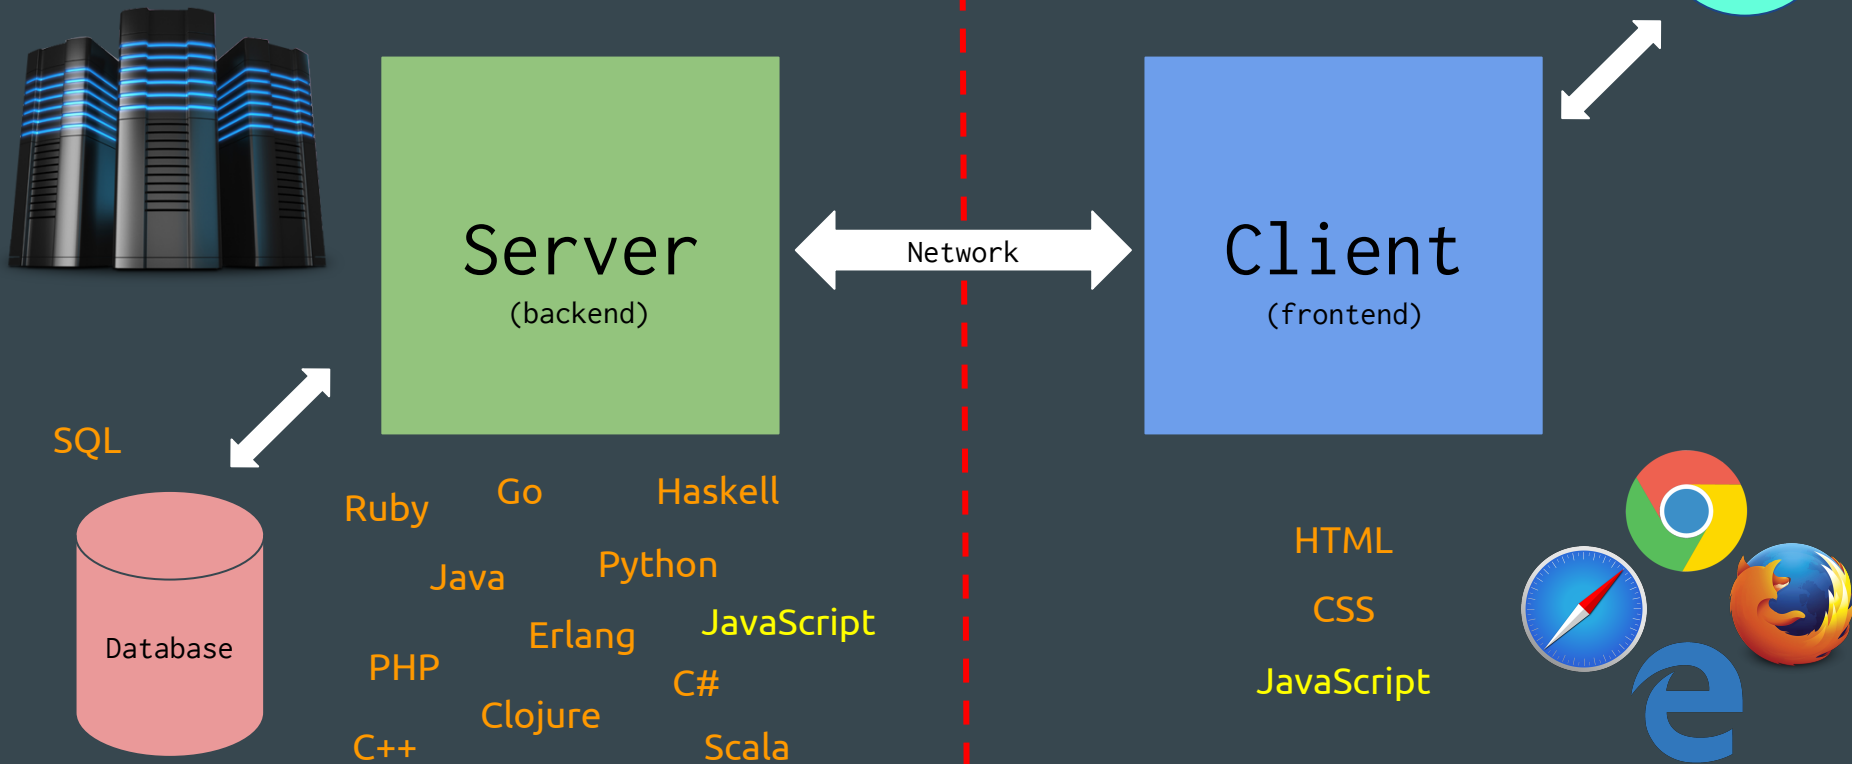 Server
(backend)
Network
Client
(frontend)
SQL
Database
Ruby
Go
Haskell
Java
Python
JavaScript
Erlang
PHP
C#
Clojure
C++
Scala
HTML
CSS
JavaScript